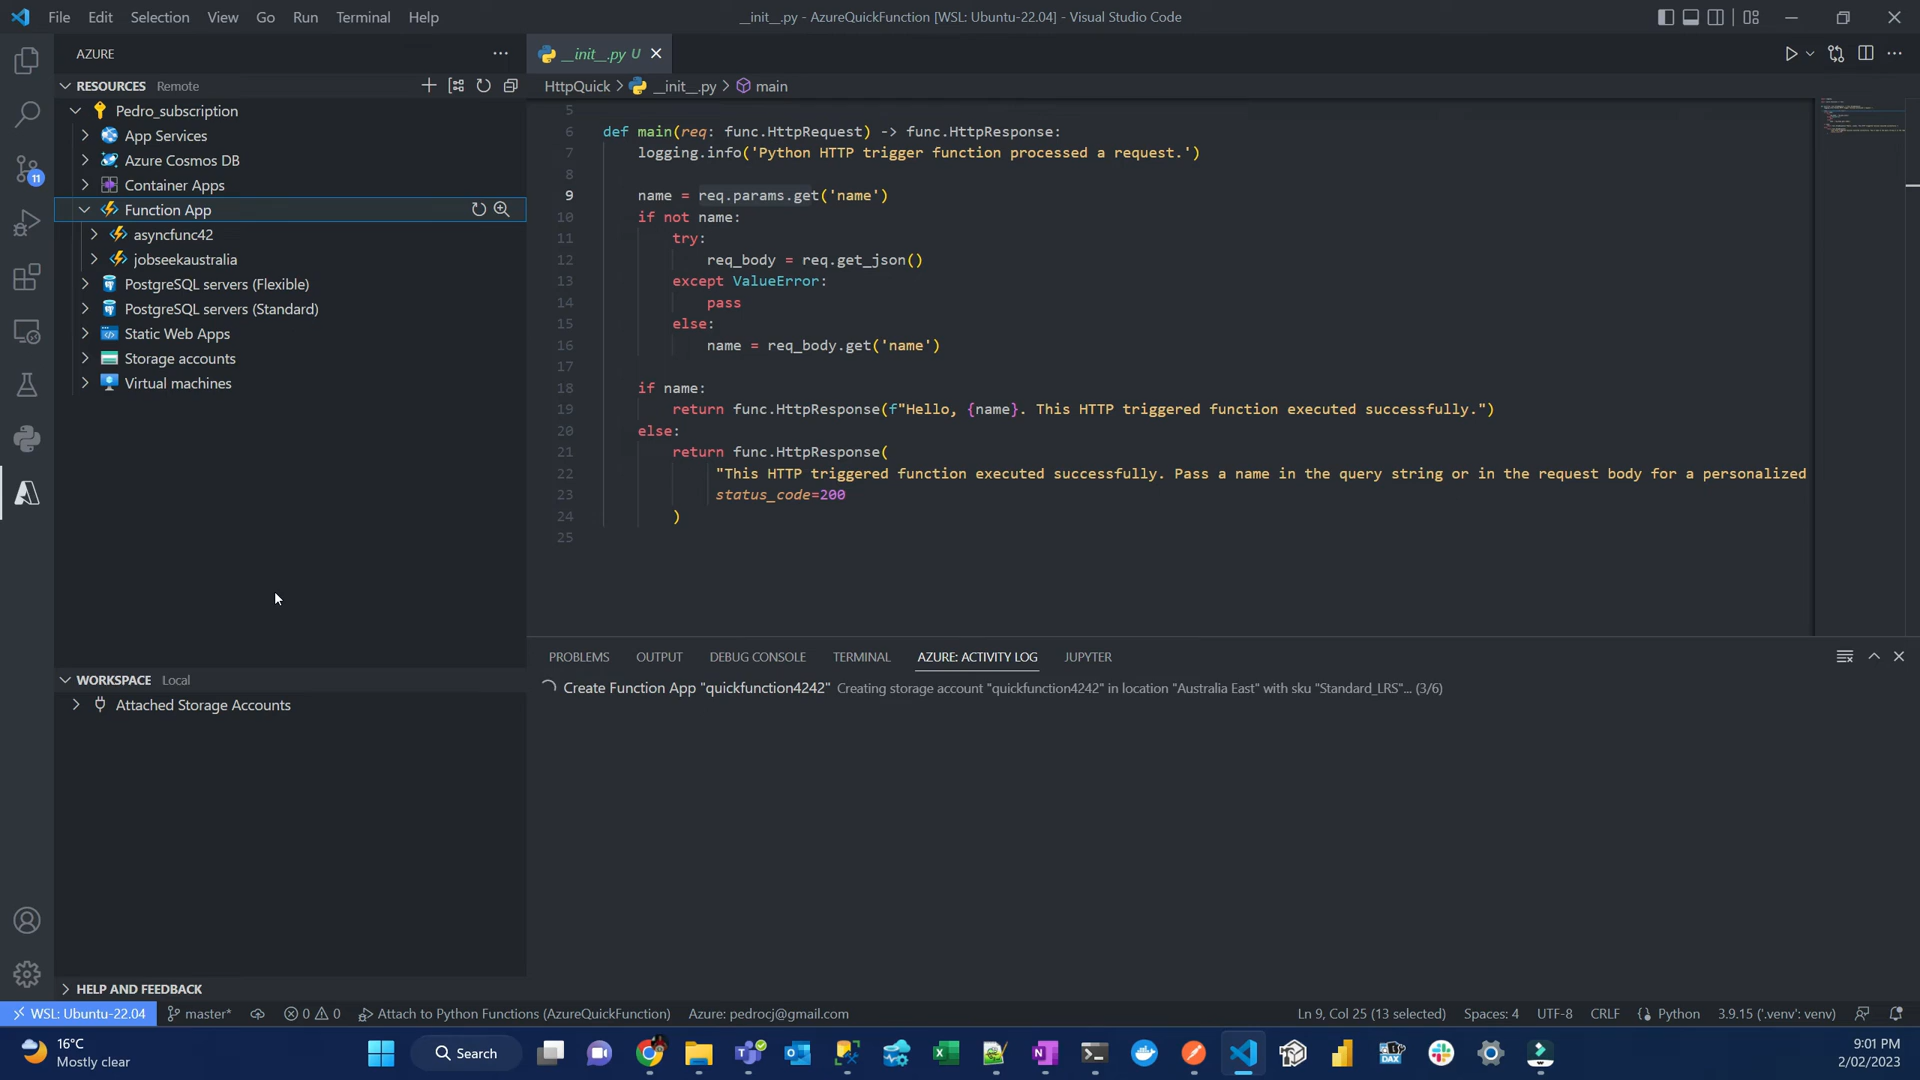 File Edit Selection View Go Run Terminal Help
__init__.py - AzureQuickFunction [WSL: Ubuntu-22.04] - Visual Studio Code
AZURE
RESOURCES Remote
Pedro_subscription
App Services
Azure Cosmos DB
Container Apps
Function App
asyncfunc42
jobseekaustralia
PostgreSQL servers (Flexible)
PostgreSQL servers (Standard)
Static Web Apps
Storage accounts
Virtual machines
11
WORKSPACE Local
Attached Storage Accounts
HELP AND FEEDBACK
__init__.py U
HttpQuick > __init__.py > main
5
6 def main(req: func.HttpRequest) -> func.HttpResponse:
7 logging.info('Python HTTP trigger function processed a request.')
8
9 name = req.params.get('name')
10 if not name:
11 try:
12 req_body = req.get_json()
13 except ValueError:
14 pass
15 else:
16 name = req_body.get('name')
17
18 if name:
19 return func.HttpResponse(f"Hello, {name}. This HTTP triggered function executed successfully.")
20 else:
21 return func.HttpResponse(
22 "This HTTP triggered function executed successfully. Pass a name in the query string or in the request body for a personalized
23 status_code=200
24 )
25
PROBLEMS OUTPUT DEBUG CONSOLE TERMINAL AZURE: ACTIVITY LOG JUPYTER
Create Function App "quickfunction4242" Creating storage account "quickfunction4242" in location "Australia East" with sku "Standard_LRS"... (3/6)
WSL: Ubuntu-22.04 master* 0 0 Attach to Python Functions (AzureQuickFunction) Azure: pedrocj@gmail.com Ln 9, Col 25 (13 selected) Spaces: 4 UTF-8 CRLF Python 3.9.15 ('.venv': venv)
16°C
Mostly clear
Search
DAX
9:01 PM
2/02/2023